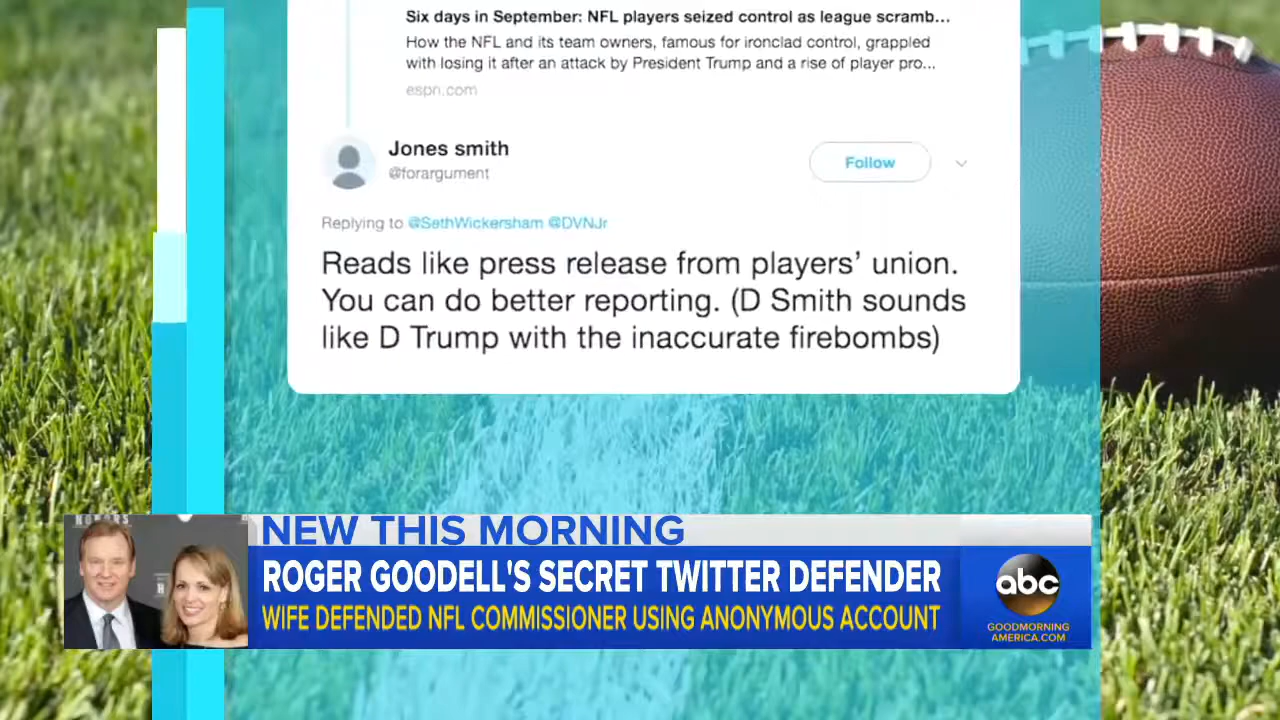 Six days in September: NFL players seized control as league scramb...
How the NFL and its team owners, famous for ironclad control, grappled
with losing it after an attack by President Trump and a rise of player pro...
espn.com
Jones smith
@forargument
Follow
Replying to @SethWickersham @DVNJr
Reads like press release from players’ union.
You can do better reporting. (D Smith sounds
like D Trump with the inaccurate firebombs)
HONORS
NEW THIS MORNING
ROGER GOODELL'S SECRET TWITTER DEFENDER
WIFE DEFENDED NFL COMMISSIONER USING ANONYMOUS ACCOUNT
abc
GOODMORNING
AMERICA.COM